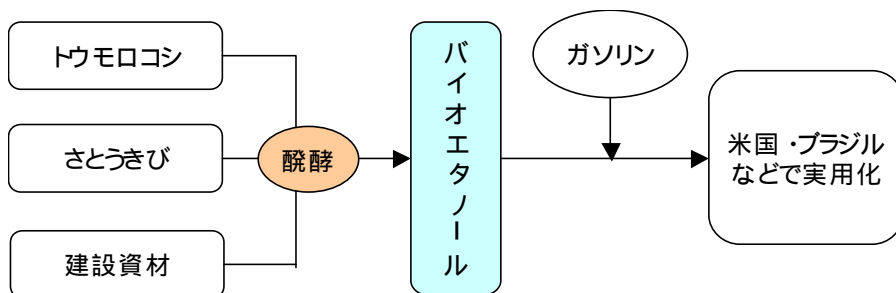 トウモロコシ
さとうきび
建設資材
醗酵
バイオエタノール
ガソリン
米国・ブラジル
などで実用化